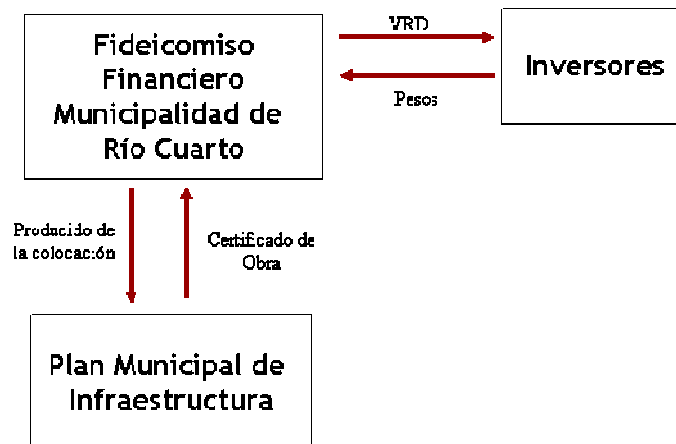 Fideicomiso
Financiero
Municipalidad de
Río Cuarto
VRD
Pesos
Inversores
Producido de
la colocación
Certificado de
Obra
Plan Municipal de
Infraestructura